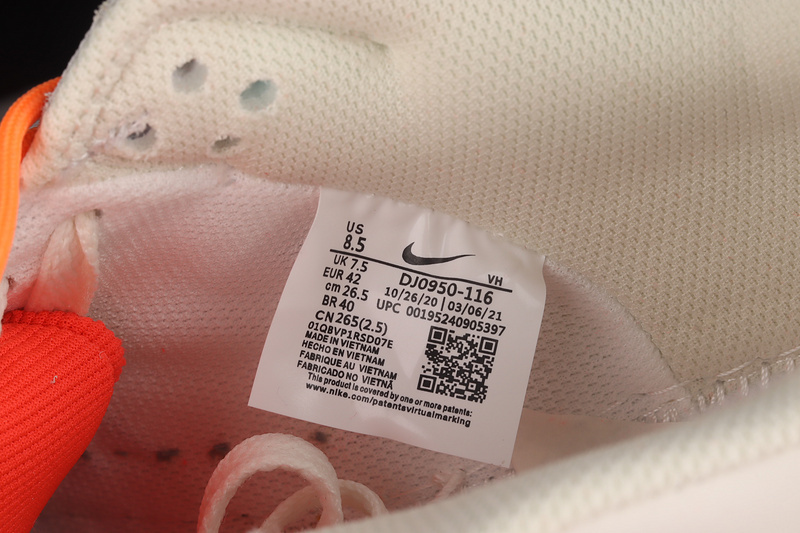 US
8.5
UK 7.5
EUR 42
cm 26.5
BR 40
CN 265(2.5)
VH
DJ0950-116
10/26/20 | 03/06/21
UPC 00195240905397
01QBVP1RSD07E
MADE IN VIETNAM
HECHO EN VIETNAM
FABRIQUE AU VIETNAM
FABRICADO NO VIETNÃ
This product is covered by one or more patents:
www.nike.com/patentsvirtualmarking